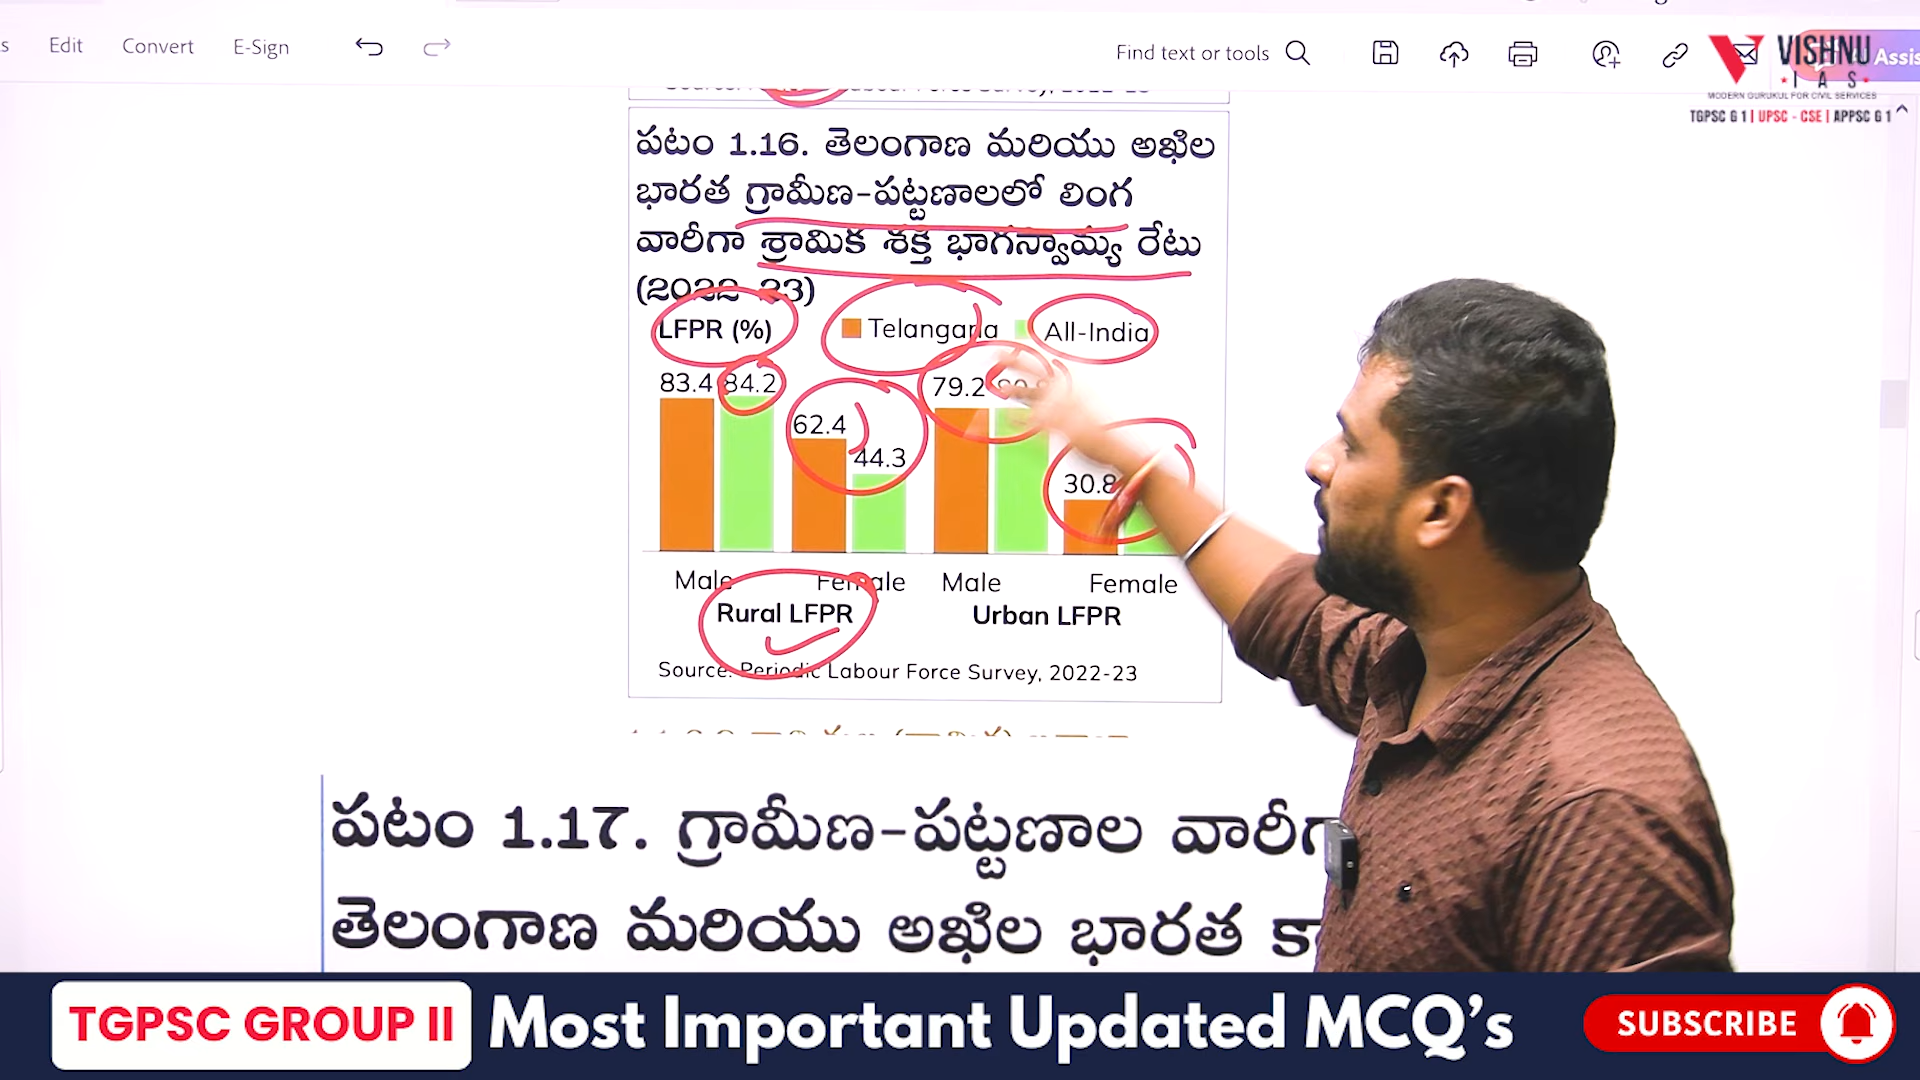 Edit Convert E-Sign Find text or tools
VISHNU
I A S
MODERN GURUKUL FOR CIVIL SERVICES
TGPSC G 1 | UPSC - CSE | APPSC G 1
పటం 1.16. తెలంగాణ మరియు అఖిల
భారత గ్రామీణ-పట్టణాలలో లింగ
వారీగా శ్రామిక శక్తి భాగస్వామ్య రేటు
(2022-23)
LFPR (%) Telangana All-India
83.4 84.2 62.4 44.3 79.2 30.8
Male Female Male Female
Rural LFPR Urban LFPR
Source: Periodic Labour Force Survey, 2022-23
పటం 1.17. గ్రామీణ-పట్టణాల
తెలంగాణ మరియు అఖిల భారత
TGPSC GROUP II Most Important Updated MCQ's SUBSCRIBE